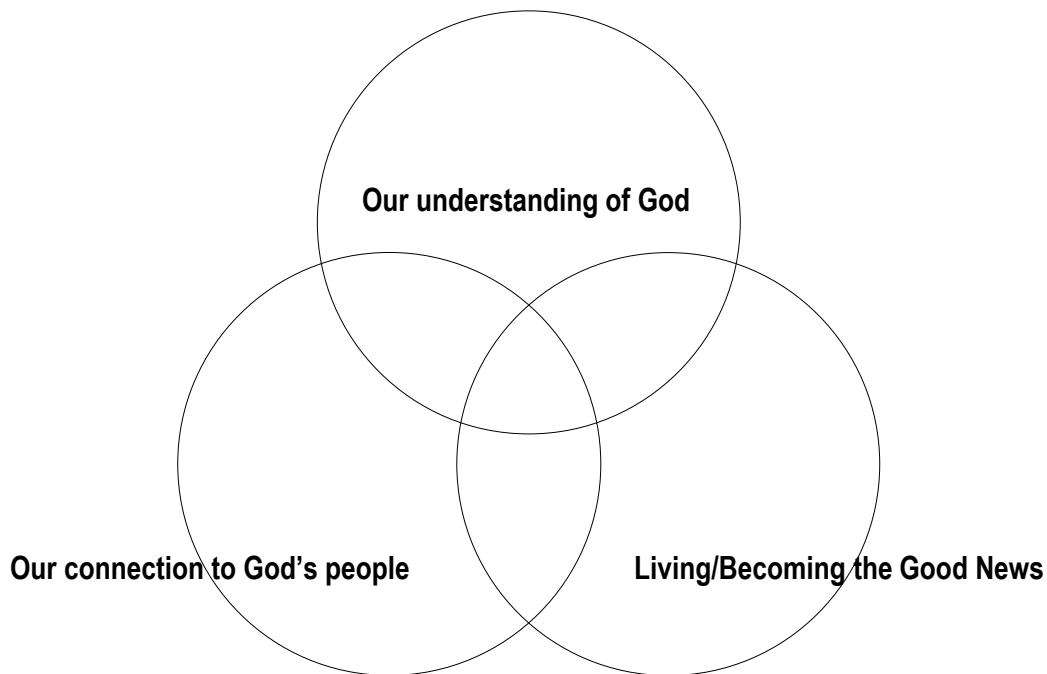 Our understanding of God
Our connection to God’s people
Living/Becoming the Good News